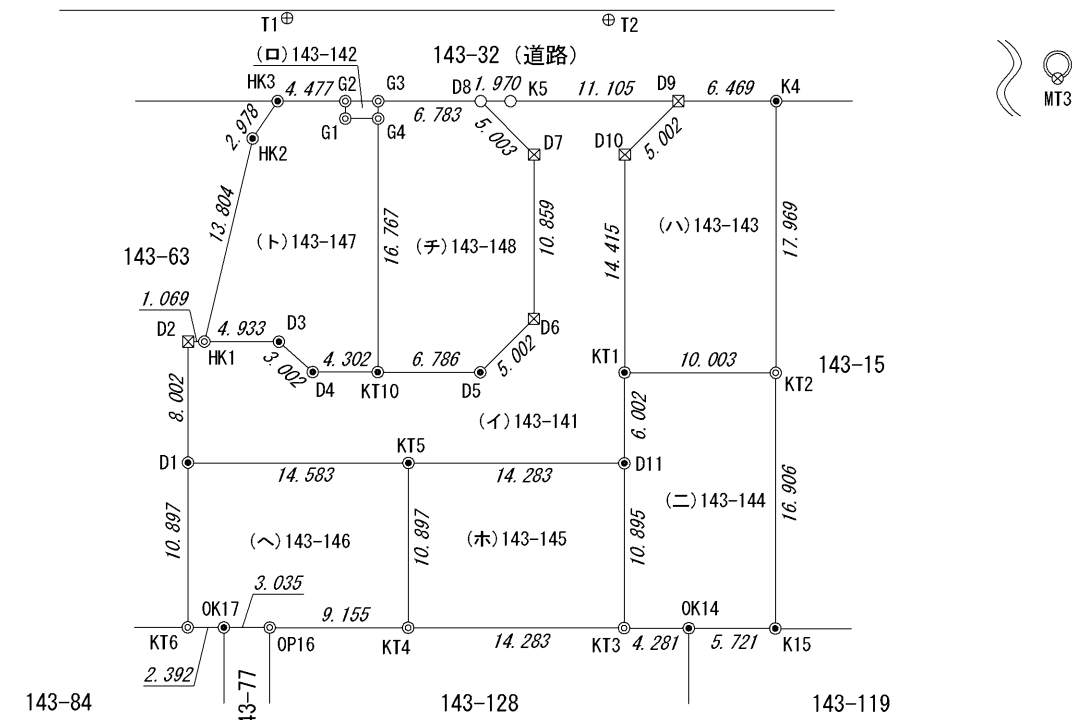 T1
T2
(ロ)143-142
143-32 (道路)
HK3
4.477
G2
G3
D8
1.970
K5
11.105
D9
6.469
K4
MT3
2.978
G1
G4
6.783
5.003
D7
D10
5.002
HK2
13.804
16.767
10.859
14.415
17.969
(ト)143-147
(チ)143-148
(ハ)143-143
143-63
1.069
D2
4.933
D3
D6
HK1
3.002
4.302
6.786
5.002
KT1
10.003
143-15
D4
KT10
D5
KT2
8.002
(イ)143-141
6.002
KT5
D1
14.583
14.283
D11
(ニ)143-144
16.906
10.897
10.897
10.895
(ヘ)143-146
(ホ)143-145
3.035
OK17
9.155
OK14
KT6
OP16
KT4
14.283
KT3
4.281
5.721
K15
2.392
143-84
143-77
143-128
143-119